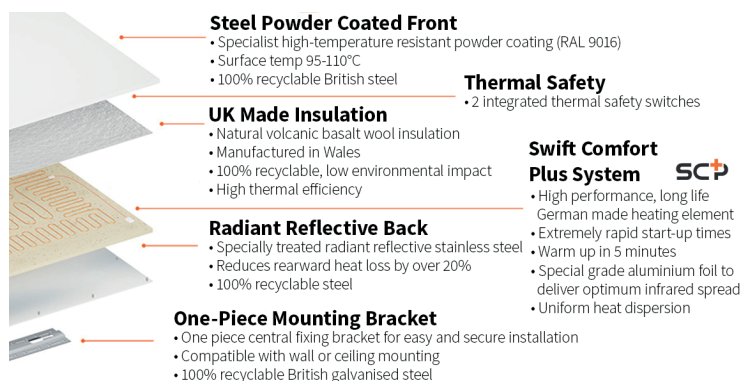 Steel Powder Coated Front
• Specialist high-temperature resistant powder coating (RAL 9016)
• Surface temp 95-110°C
• 100% recyclable British steel
Thermal Safety
• 2 integrated thermal safety switches
UK Made Insulation
• Natural volcanic basalt wool insulation
• Manufactured in Wales
• 100% recyclable, low environmental impact
• High thermal efficiency
Swift Comfort
Plus System
SCP
• High performance, long life
German made heating element
• Extremely rapid start-up times
• Warm up in 5 minutes
• Special grade aluminium foil to
deliver optimum infrared spread
• Uniform heat dispersion
Radiant Reflective Back
• Specially treated radiant reflective stainless steel
• Reduces rearward heat loss by over 20%
• 100% recyclable steel
One-Piece Mounting Bracket
• One piece central fixing bracket for easy and secure installation
• Compatible with wall or ceiling mounting
• 100% recyclable British galvanised steel